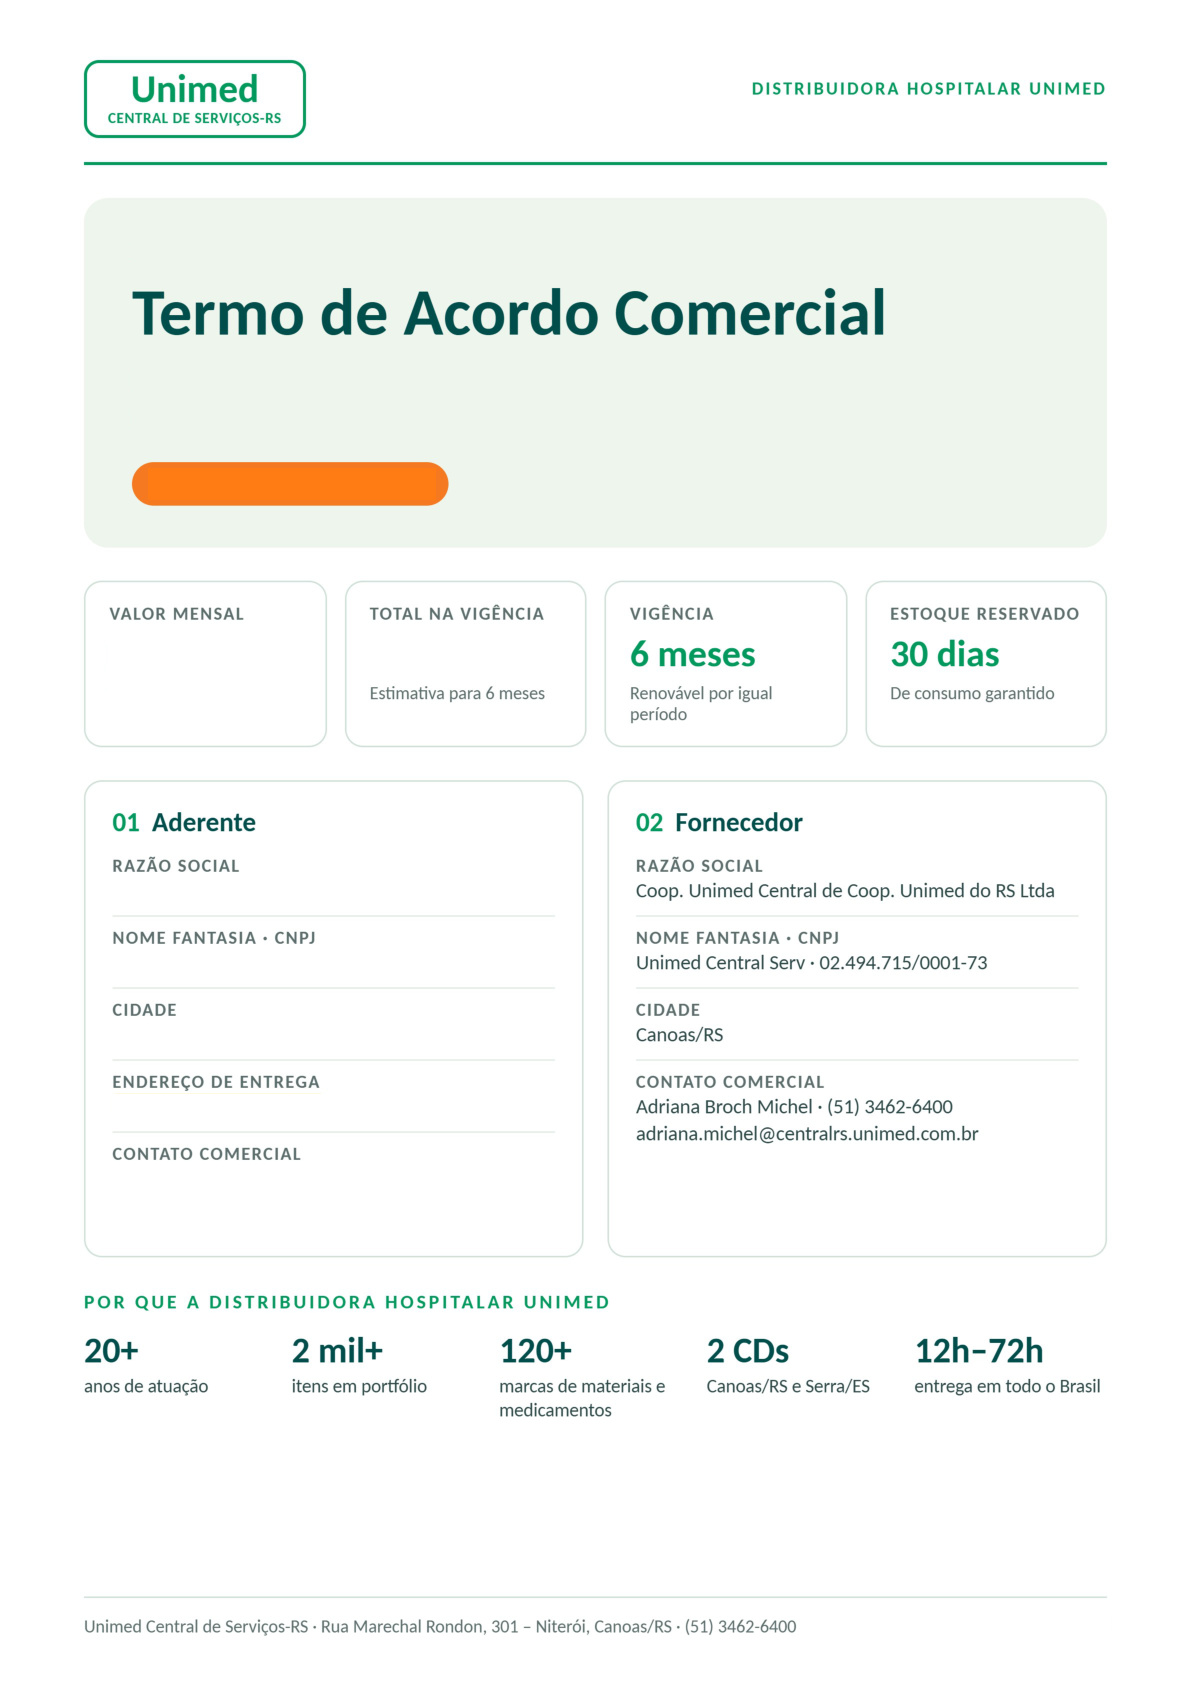 Unimed
CENTRAL DE SERVIÇOS-RS
DISTRIBUIDORA HOSPITALAR UNIMED
Termo de Acordo Comercial
VALOR MENSAL
TOTAL NA VIGÊNCIA
Estimativa para 6 meses
VIGÊNCIA
6 meses
Renovável por igual
período
ESTOQUE RESERVADO
30 dias
De consumo garantido
01 Aderente
RAZÃO SOCIAL
NOME FANTASIA · CNPJ
CIDADE
ENDEREÇO DE ENTREGA
CONTATO COMERCIAL
02 Fornecedor
RAZÃO SOCIAL
Coop. Unimed Central de Coop. Unimed do RS Ltda
NOME FANTASIA · CNPJ
Unimed Central Serv · 02.494.715/0001-73
CIDADE
Canoas/RS
CONTATO COMERCIAL
Adriana Broch Michel · (51) 3462-6400
adriana.michel@centralrs.unimed.com.br
POR QUE A DISTRIBUIDORA HOSPITALAR UNIMED
20+
anos de atuação
2 mil+
itens em portfólio
120+
marcas de materiais e
medicamentos
2 CDs
Canoas/RS e Serra/ES
12h–72h
entrega em todo o Brasil
Unimed Central de Serviços-RS · Rua Marechal Rondon, 301 – Niterói, Canoas/RS · (51) 3462-6400